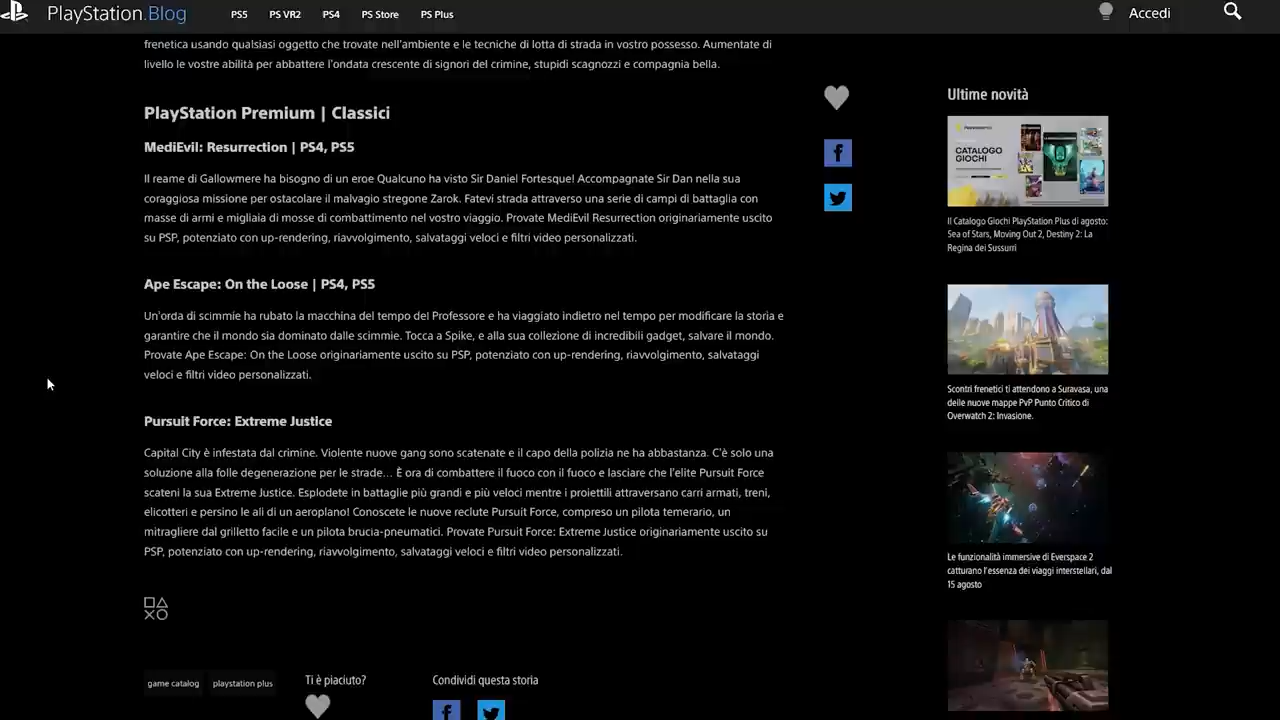 PlayStation.Blog
PS5
PS VR2
PS4
PS Store
PS Plus
Accedi
frenetica usando qualsiasi oggetto che trovate nell'ambiente e le tecniche di lotta di strada in vostro possesso. Aumentate di
livello le vostre abilità per abbattere l'ondata crescente di signori del crimine, stupidi scagnozzi e compagnia bella.
PlayStation Premium | Classici
MediEvil: Resurrection | PS4, PS5
Il reame di Gallowmere ha bisogno di un eroe Qualcuno ha visto Sir Daniel Fortesque! Accompagnate Sir Dan nella sua
coraggiosa missione per ostacolare il malvagio stregone Zarok. Fatevi strada attraverso una serie di campi di battaglia con
masse di armi e migliaia di mosse di combattimento nel vostro viaggio. Provate MediEvil Resurrection originariamente uscito
su PSP, potenziato con up-rendering, riavvolgimento, salvataggi veloci e filtri video personalizzati.
Ape Escape: On the Loose | PS4, PS5
Un'orda di scimmie ha rubato la macchina del tempo del Professore e ha viaggiato indietro nel tempo per modificare la storia e
garantire che il mondo sia dominato dalle scimmie. Tocca a Spike, e alla sua collezione di incredibili gadget, salvare il mondo.
Provate Ape Escape: On the Loose originariamente uscito su PSP, potenziato con up-rendering, riavvolgimento, salvataggi
veloci e filtri video personalizzati.
Pursuit Force: Extreme Justice
Capital City è infestata dal crimine. Violente nuove gang sono scatenate e il capo della polizia ne ha abbastanza. C'è solo una
soluzione alla folle degenerazione per le strade... È ora di combattere il fuoco con il fuoco e lasciare che l'elite Pursuit Force
scateni la sua Extreme Justice. Esplodete in battaglie più grandi e più veloci mentre i proiettili attraversano carri armati, treni,
elicotteri e persino le ali di un aeroplano! Conoscete le nuove reclute Pursuit Force, compreso un pilota temerario, un
mitragliere dal grilletto facile e un pilota brucia-pneumatici. Provate Pursuit Force: Extreme Justice originariamente uscito su
PSP, potenziato con up-rendering, riavvolgimento, salvataggi veloci e filtri video personalizzati.
game catalog
playstation plus
Ti è piaciuto?
Condividi questa storia
Ultime novità
CATALOGO
GIOCHI
Il Catalogo Giochi PlayStation Plus di agosto:
Sea of Stars, Moving Out 2, Destiny 2: La
Regina dei Sussurri
Scontri frenetici ti attendono a Suravasa, una
delle nuove mappe PvP Punto Critico di
Overwatch 2: Invasione.
Le funzionalità immersive di Everspace 2
catturano l'essenza dei viaggi interstellari, dal
15 agosto